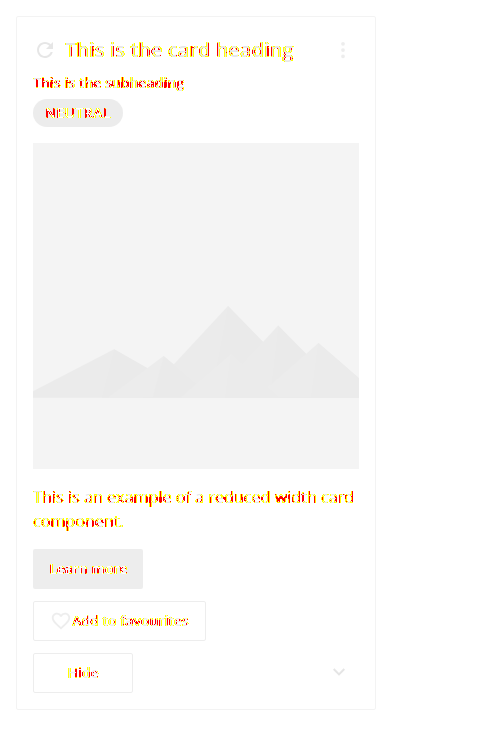 This is the card heading
This is the subheading
NEUTRAL
This is an example of a reduced width card
component.
Learn more
Add to favourites
Hide